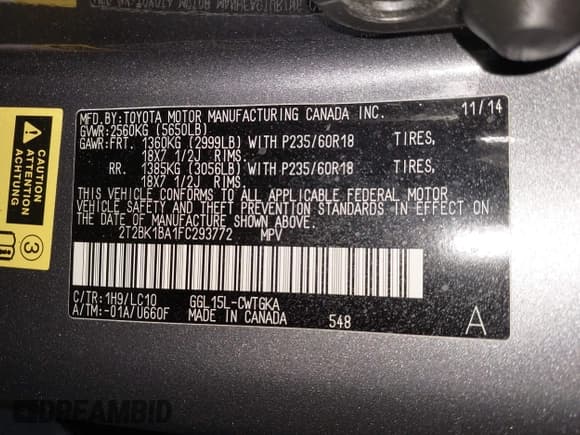 MFD.BY:TOYOTA MOTOR MANUFACTURING CANADA INC. 11/14
GVWR:2560KG (5650LB)
GAWR:FRT. 1360KG (2999LB) WITH P235/60R18 TIRES,
18X7 1/2J RIMS.
RR. 1385KG (3056LB) WITH P235/60R18 TIRES,
18X7 1/2J RIMS.
THIS VEHICLE CONFORMS TO ALL APPLICABLE FEDERAL MOTOR
VEHICLE SAFETY AND THEFT PREVENTION STANDARDS IN EFFECT ON
THE DATE OF MANUFACTURE SHOWN ABOVE.
2T2BK1BA1FC293772 MPV
C/TR:1H9/LC10 GGL15L-CWTGKA
A/TM:-01A/U660F MADE IN CANADA 548 A
CAUTION
ATTENTION
ACHTUNG
3
DREAMBID